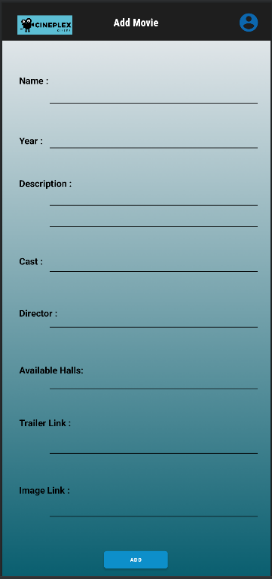 CINEPLEX
Add Movie
Name :
Year :
Description :
Cast :
Director :
Available Halls:
Trailer Link :
Image Link :
ADD